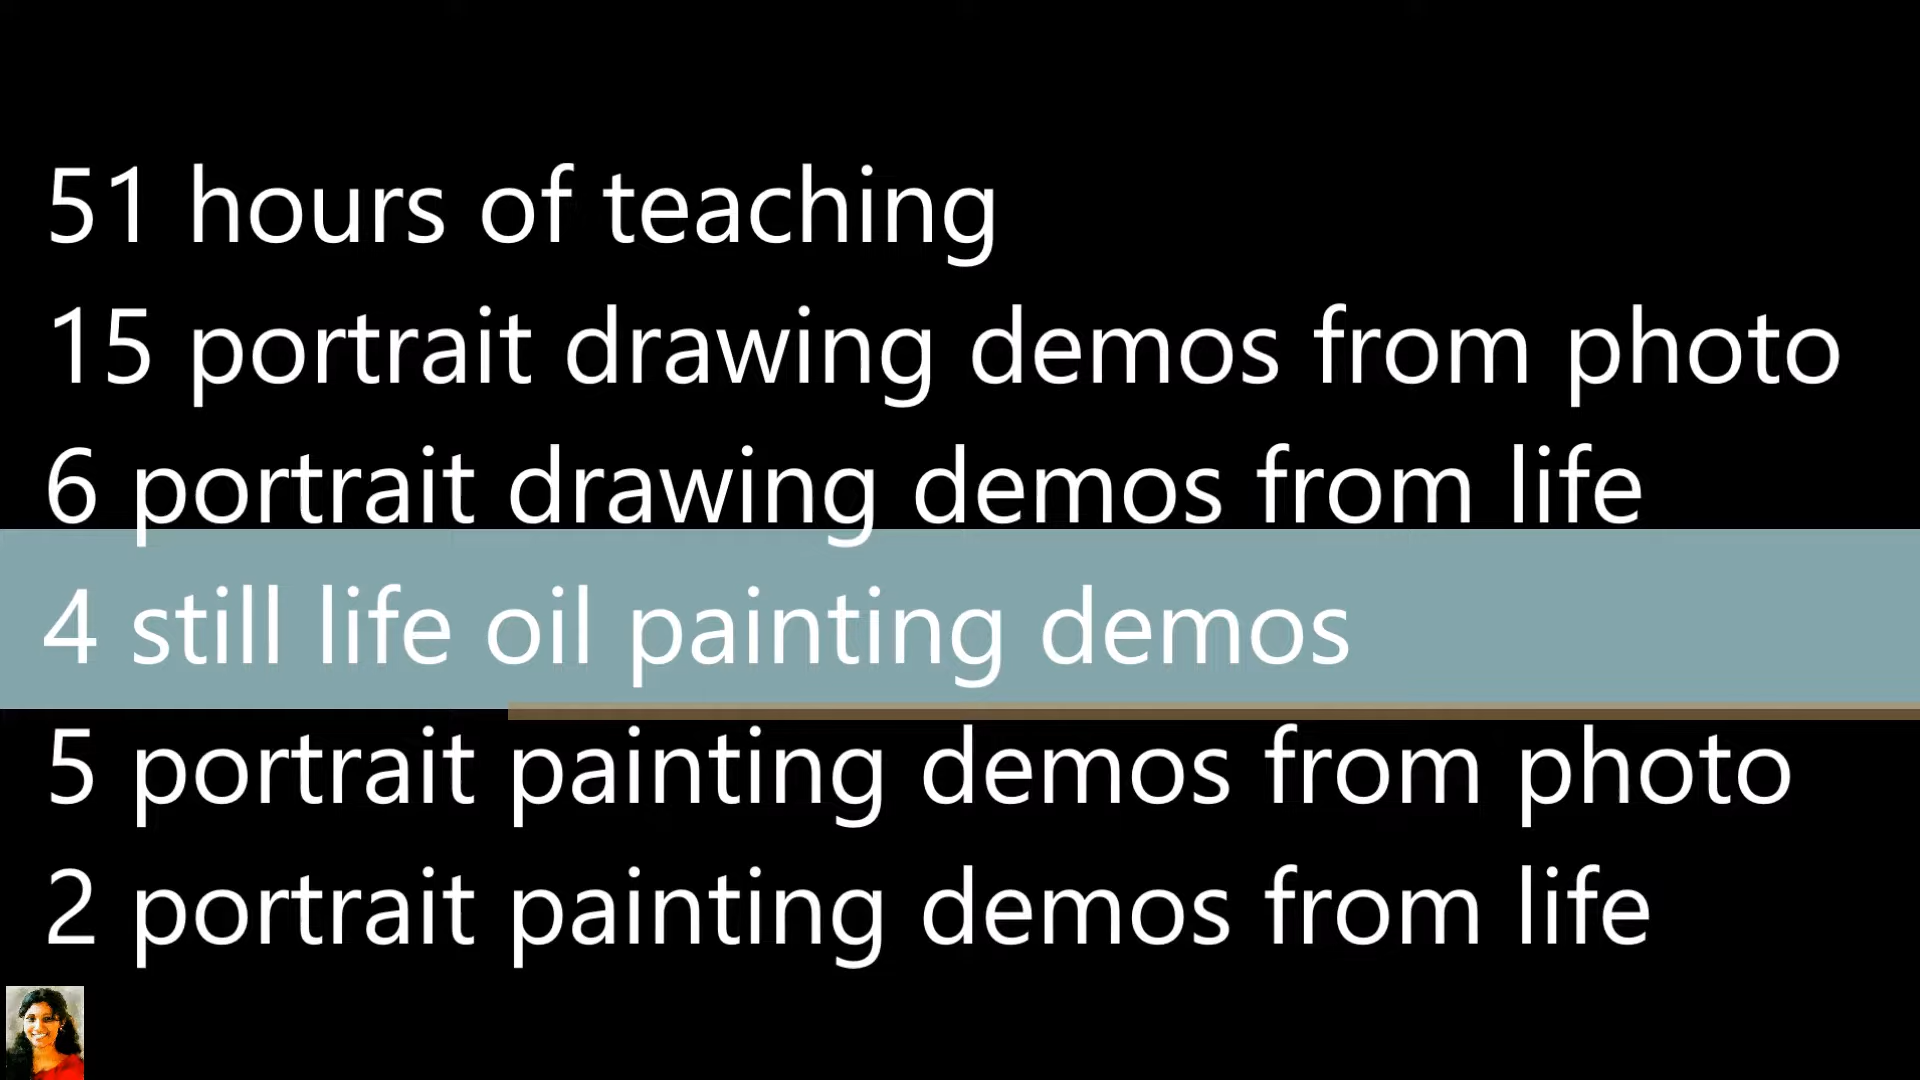 51 hours of teaching
15 portrait drawing demos from photo
6 portrait drawing demos from life
4 still life oil painting demos
5 portrait painting demos from photo
2 portrait painting demos from life